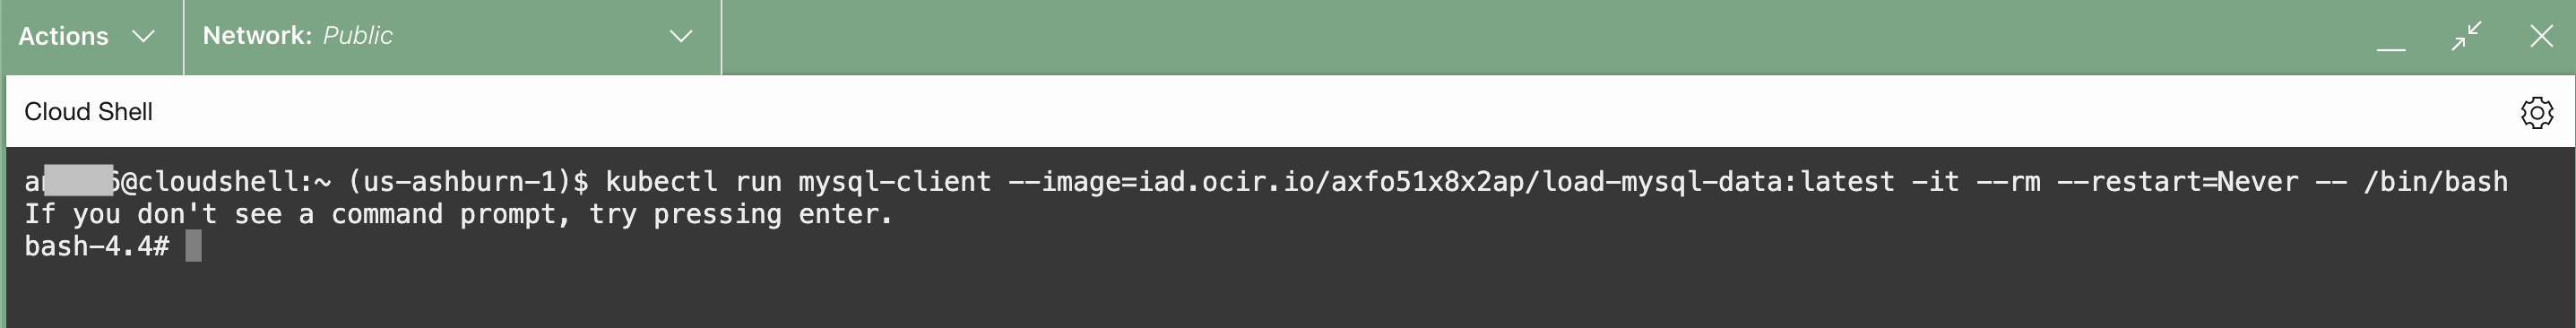 Actions
Network: Public
Cloud Shell
a 6@cloudshell:~ (us-ashburn-1)$ kubectl run mysql-client --image=iad.ocir.io/axfo51x8x2ap/load-mysql-data:latest -it --rm --restart=Never -- /bin/bash
If you don't see a command prompt, try pressing enter.
bash-4.4#